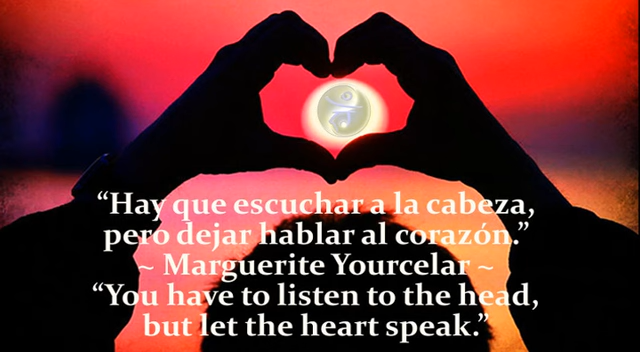 “Hay que escuchar a la cabeza,
pero dejar hablar al corazón.”
~ Marguerite Yourcelar ~
“You have to listen to the head,
but let the heart speak.”